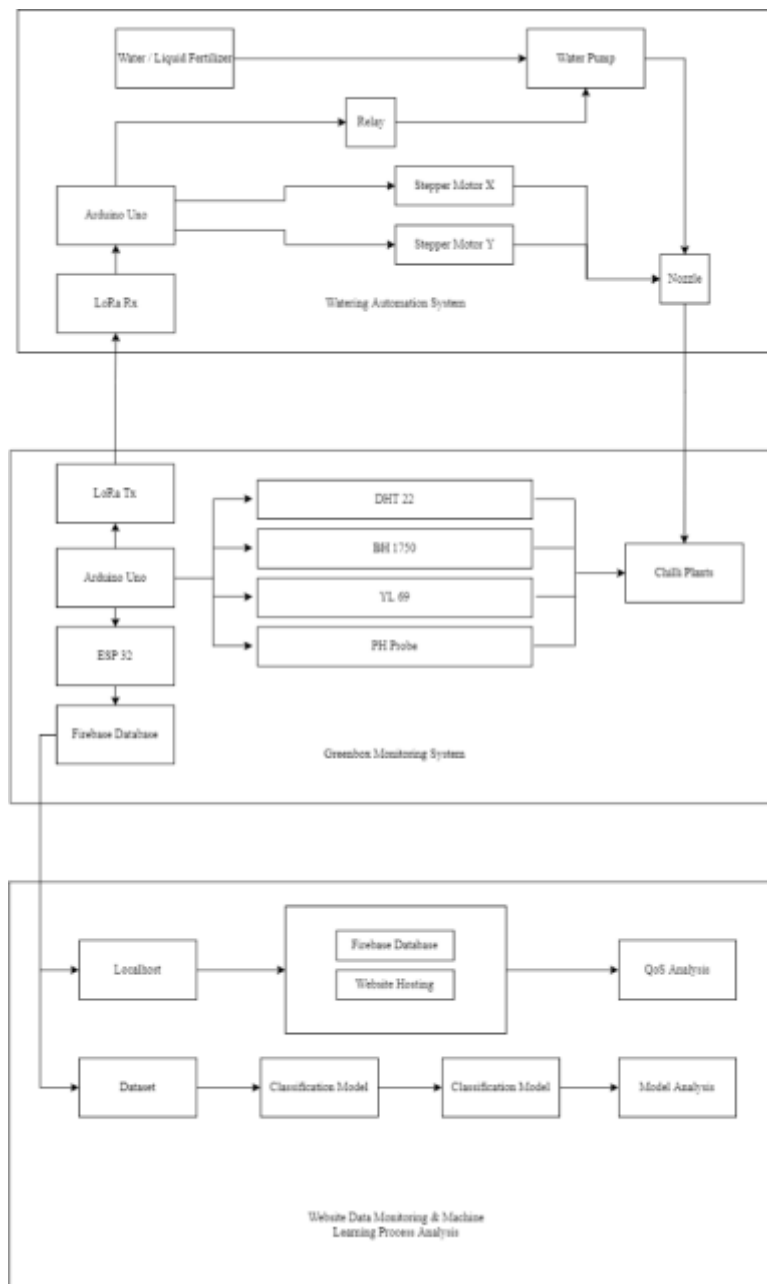 Water / Liquid Fertilizer
Water Pump
Relay
Stepper Motor X
Arduino Uno
Stepper Motor Y
Nozzle
LoRa Rx
Watering Automation System
LoRa Tx
DHT 22
BH 1750
Arduino Uno
Chilli Plants
YL 69
ESP 32
PH Probe
Firebase Database
Greenbox Monitoring System
Firebase Database
Localhost
QoS Analysis
Website Hosting
Dataset
Classification Model
Classification Model
Model Analysis
Website Data Monitoring & Machine
Learning Process Analysis